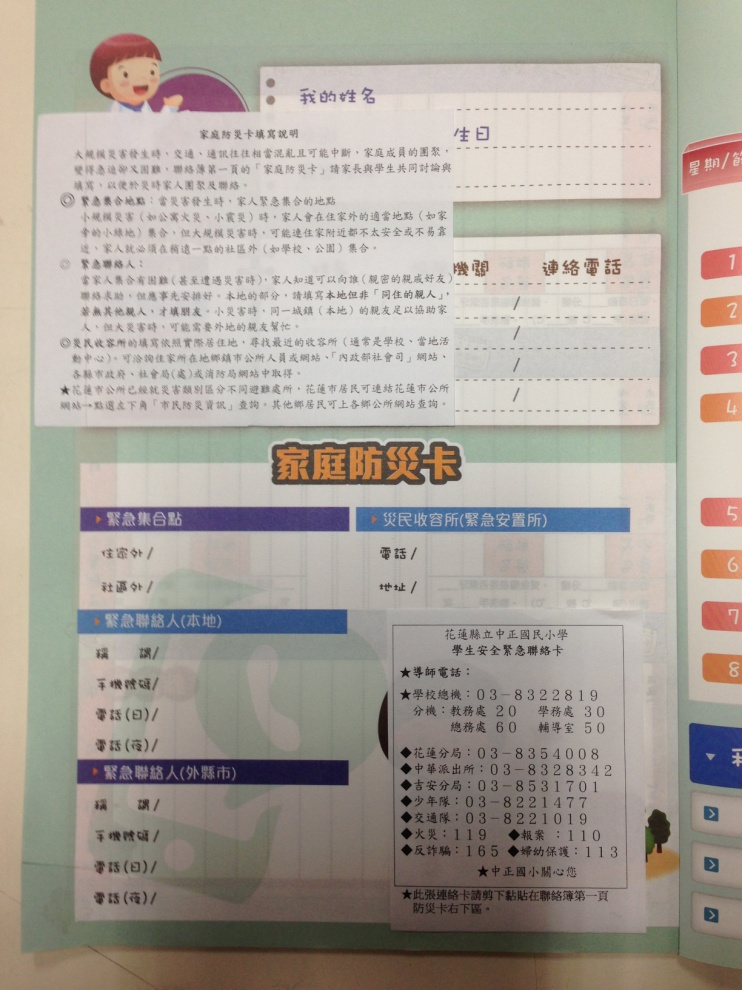 我的姓名
生日
家庭防災卡填寫說明
大規模災害發生時，交通、通訊往往相當混亂且可能中斷，家庭成員的團聚，
變得急迫卻又困難，聯絡簿第一頁的「家庭防災卡」請家長與學生共同討論與
填寫，以便於災時家人團聚及聯絡。
◎ 緊急集合地點：當災害發生時，家人緊急集合的地點
小規模災害（如公寓大災、小震災）時，家人會在住家外的適當地點（如家
旁的小綠地）集合，但大規模災害時，可能連住家附近都不太安全或不易靠
近，家人就必須在稍遠一點的社區外（如學校、公園）集合。
◎ 緊急聯絡人：
當家人集合有困難（甚至遭遇災害時），家人知道可以向誰（親密的親戚好友）
聯絡求助，但應事先安排好。本地的部分，請填寫本地但非「同住的親人」，
若無其他親人，才填朋友。小災害時，同一城鎮（本地）的親友足以協助家
人，但大災害時，可能需要外地的親友幫忙。
◎災民收容所的填寫依照實際居住地，尋找最近的收容所（通常是學校、當地活
動中心）。可洽詢住家所在地鄉鎮市公所人員或網站、「內政部社會司」網站、
各縣市政府、社會局(處)或消防局網站中取得。
★花蓮市公所已經就災害類別區分不同避難處所，花蓮市居民可連結花蓮市公所
網站→點選左下角「市民防災資訊」查詢。其他鄉居民可上各鄉公所網站查詢。
機關 連絡電話
/
/
/
/
家庭防災卡
緊急集合點
住宅外/
社區外/
災民收容所(緊急安置所)
電話/
地址/
緊急聯絡人(本地)
稱 謂/
手機號碼/
電話(日)/
電話(夜)/
緊急聯絡人(外縣市)
稱 謂/
手機號碼/
電話(日)/
電話(夜)/
花蓮縣立中正國民小學
學生安全緊急聯絡卡
★導師電話：
★學校總機：０３－８３２２８１９
分機：教務處 ２０ 學務處 ３０
總務處 ６０ 輔導室 ５０
◆花蓮分局：０３－８３５４００８
◆中華派出所：０３－８３２８３４２
◆吉安分局：０３－８５３１７０１
◆少年隊：０３－８２２１４７７
◆交通隊：０３－８２２１０１９
◆火災：１１９ ◆報案 ：１１０
◆反詐騙：１６５ ◆婦幼保護：１１３
★中正國小關心您
★此張連絡卡請剪下黏貼在聯絡簿第一頁
防災卡右下區。
星期/
1
2
3
4
5
6
7
8